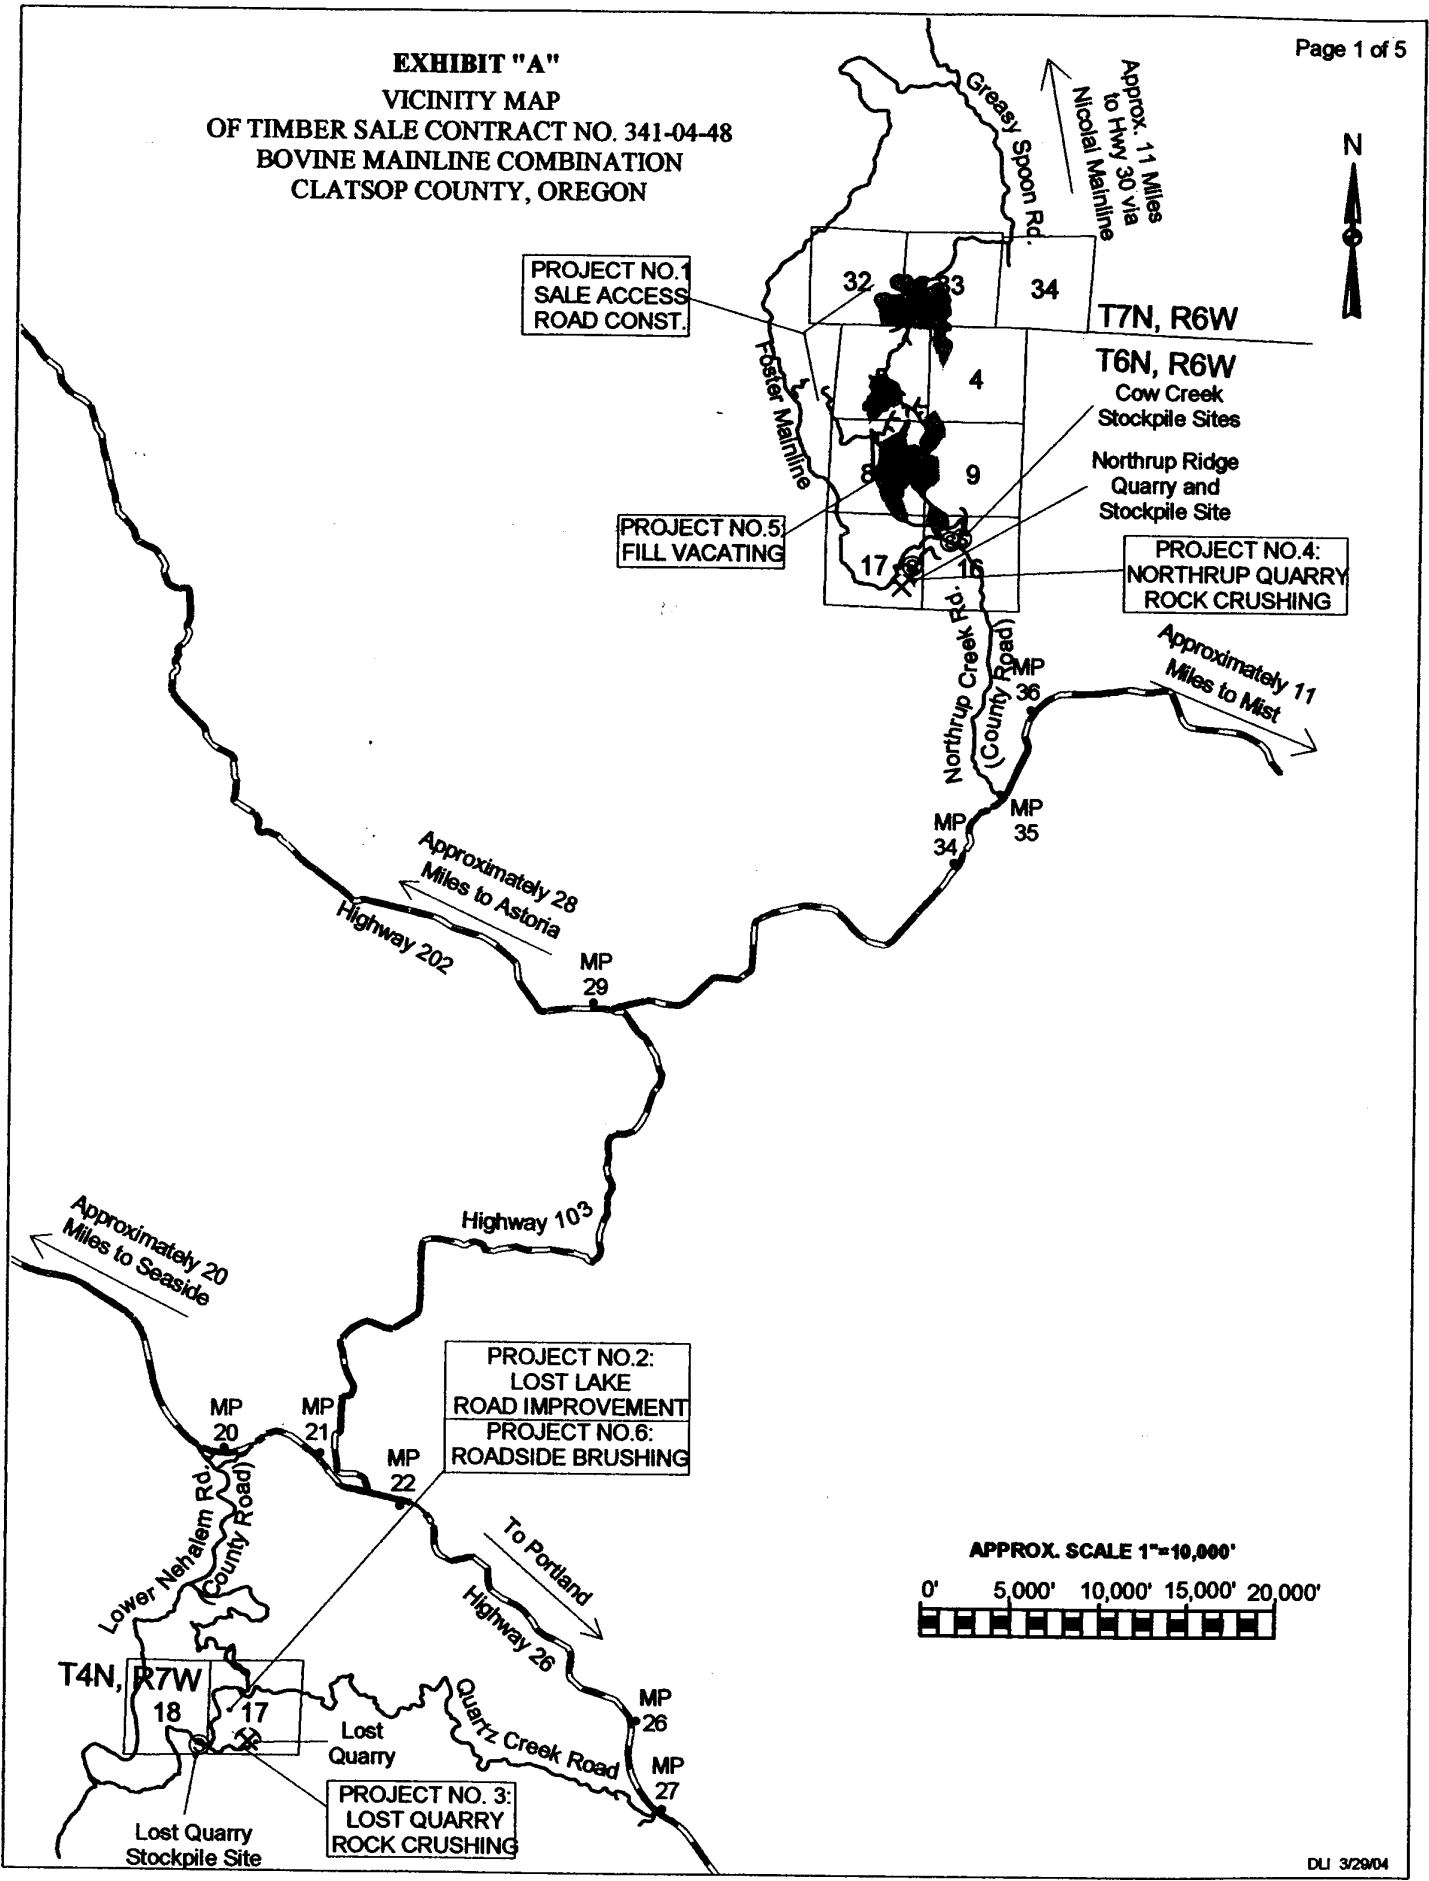 Page 1 of 5
EXHIBIT "A"
VICINITY MAP
OF TIMBER SALE CONTRACT NO. 341-04-48
BOVINE MAINLINE COMBINATION
CLATSOP COUNTY, OREGON
Greasy Spoon Rd.
Approx. 11 Miles
to Hwy 30 via
Nicolai Mainline
N
PROJECT NO.1
SALE ACCESS
ROAD CONST.
32
33
34
T7N, R6W
T6N, R6W
Foster Mainline
4
Cow Creek
Stockpile Sites
8
9
Northrup Ridge
Quarry and
Stockpile Site
PROJECT NO.5:
FILL VACATING
17
16
PROJECT NO.4:
NORTHRUP QUARRY
ROCK CRUSHING
Northrup Creek Rd.
(County Road)
MP
36
Approximately 11
Miles to Mist
MP
35
MP
34
Approximately 28
Miles to Astoria
Highway 202
MP
29
Highway 103
Approximately 20
Miles to Seaside
PROJECT NO.2:
LOST LAKE
ROAD IMPROVEMENT
PROJECT NO.6:
ROADSIDE BRUSHING
MP
20
MP
21
MP
22
Lower Nehalem Rd.
(County Road)
To Portland
Highway 26
APPROX. SCALE 1"=10,000'
0' 5,000' 10,000' 15,000' 20,000'
T4N, R7W
18
17
Lost
Quarry
Quartz Creek Road
MP
26
MP
27
PROJECT NO. 3:
LOST QUARRY
ROCK CRUSHING
Lost Quarry
Stockpile Site
DLI 3/29/04